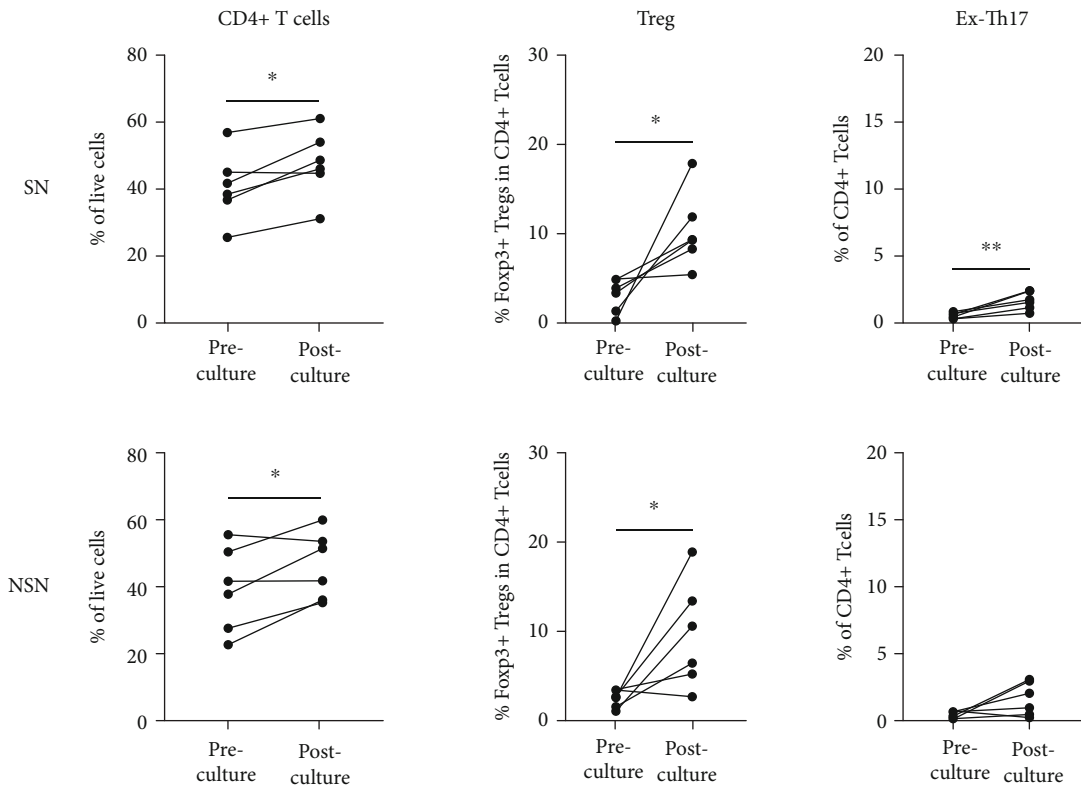 CD4+ T cells
Treg
Ex-Th17
SN
% of live cells
80
60
40
20
0
*
Pre-
culture
Post-
culture
% Foxp3+ Tregs in CD4+ Tcells
30
20
10
0
*
Pre-
culture
Post-
culture
% of CD4+ Tcells
20
15
10
5
0
**
Pre-
culture
Post-
culture
NSN
% of live cells
80
60
40
20
0
*
Pre-
culture
Post-
culture
% Foxp3+ Tregs in CD4+ Tcells
30
20
10
0
*
Pre-
culture
Post-
culture
% of CD4+ Tcells
20
15
10
5
0
Pre-
culture
Post-
culture